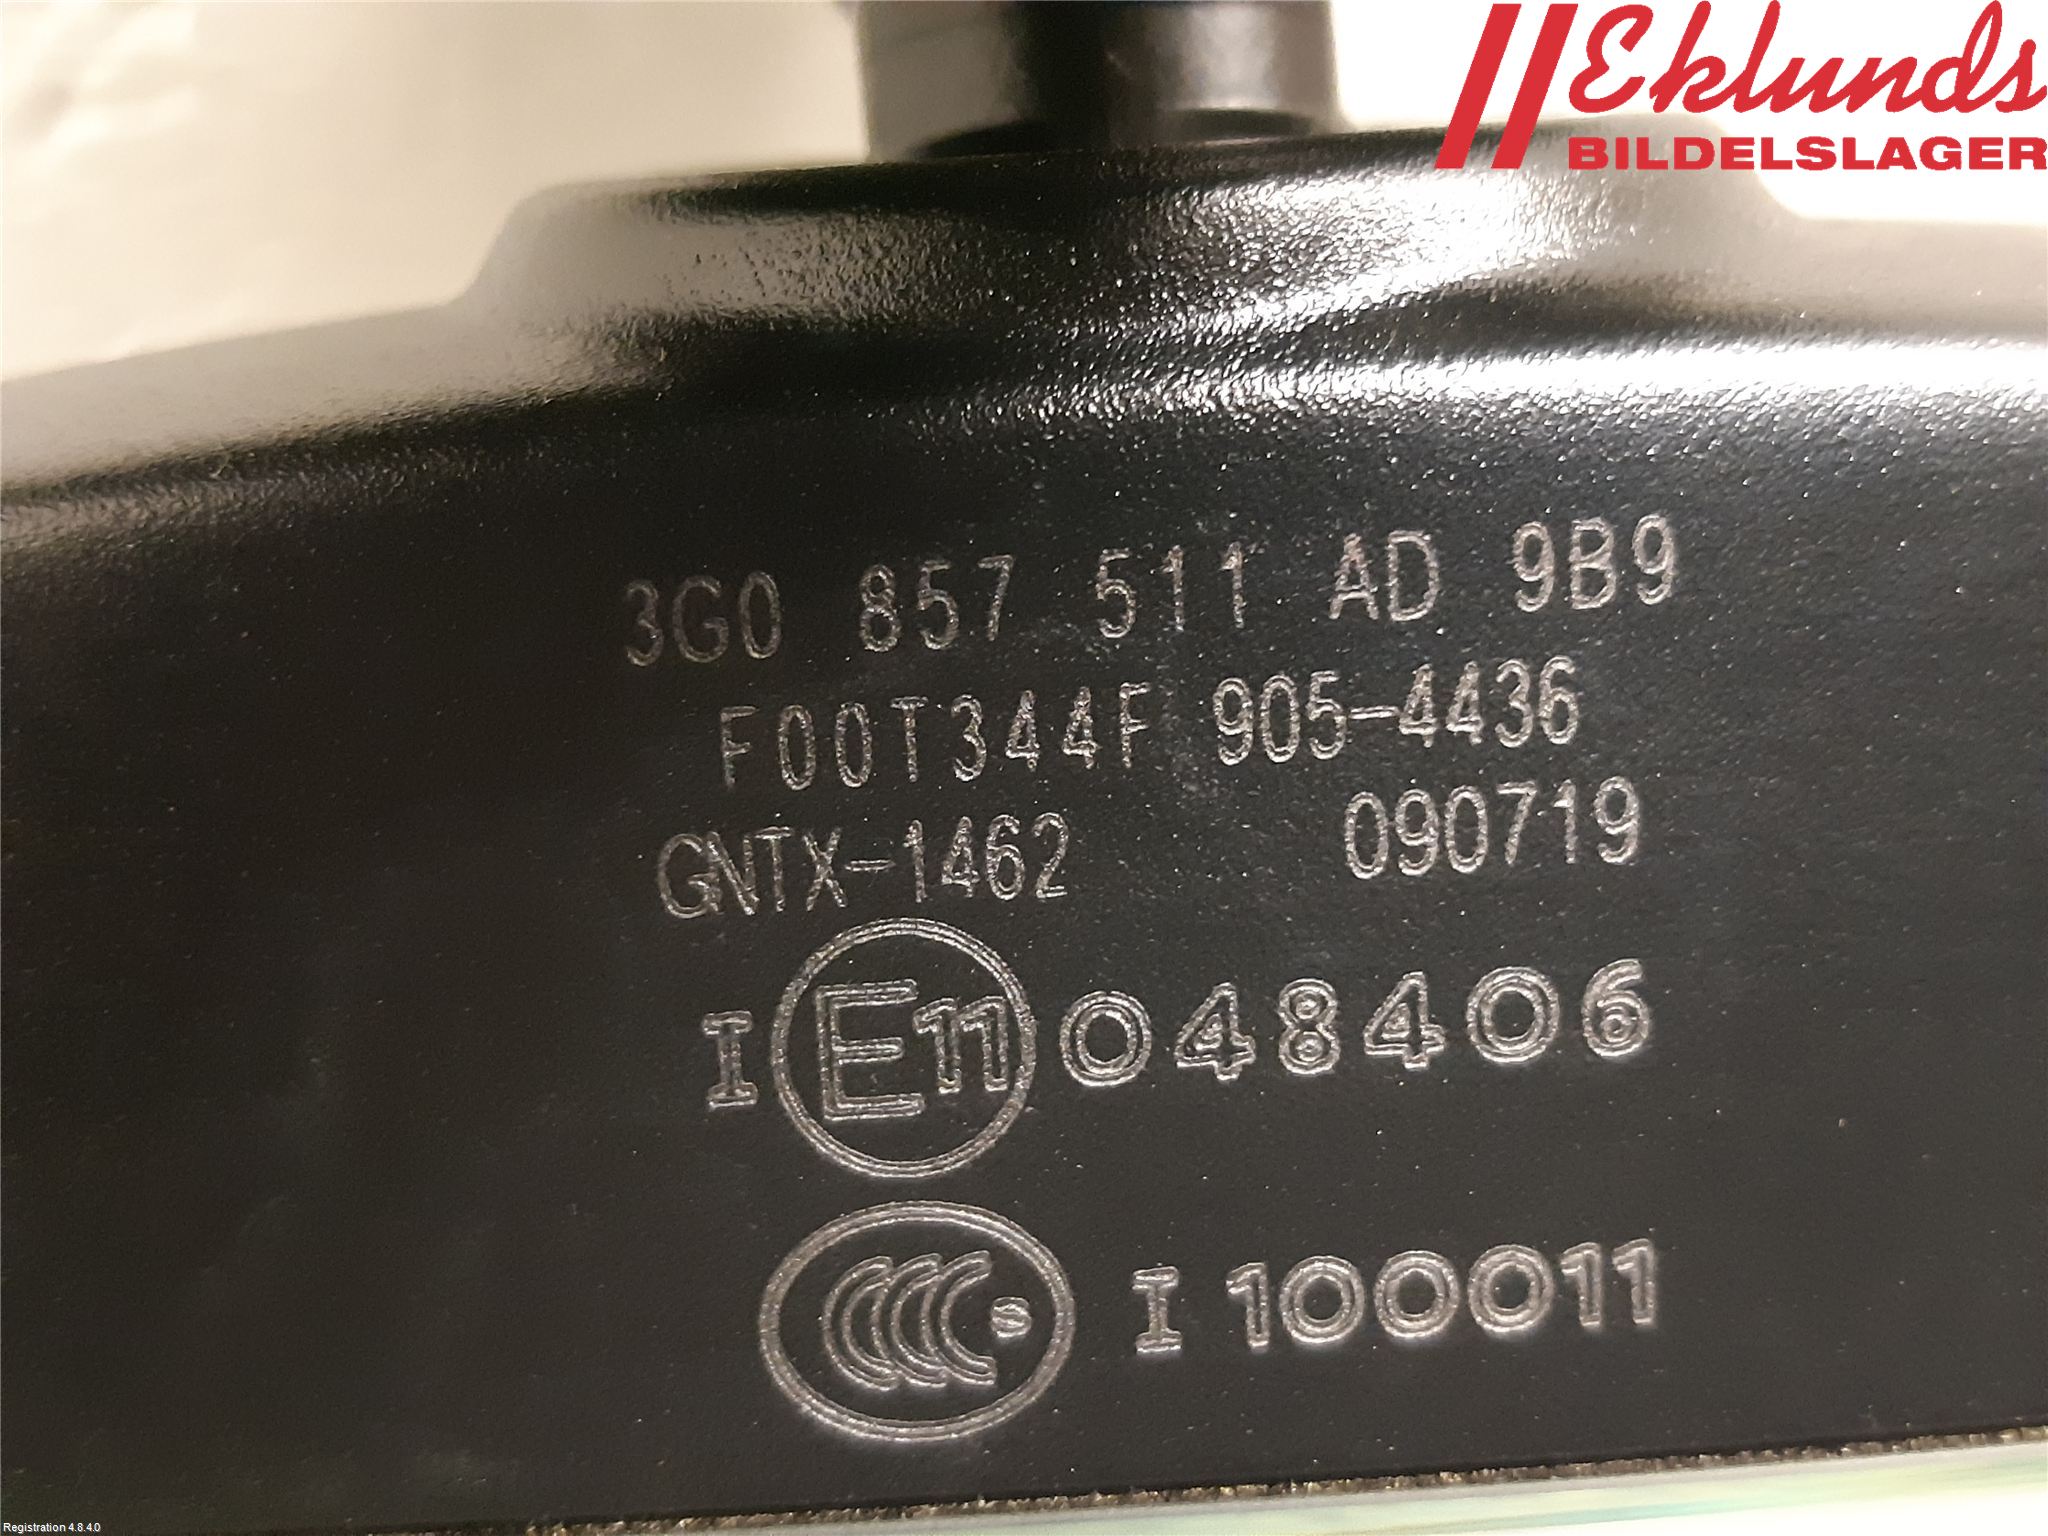 Eklunds
BILDELSLAGER
3G0 857 511 AD 9B9
F00T344F 905-4436
GNTX-1462 090719
I E11 048406
CCC S I 100011
Registration 4.8.4.0